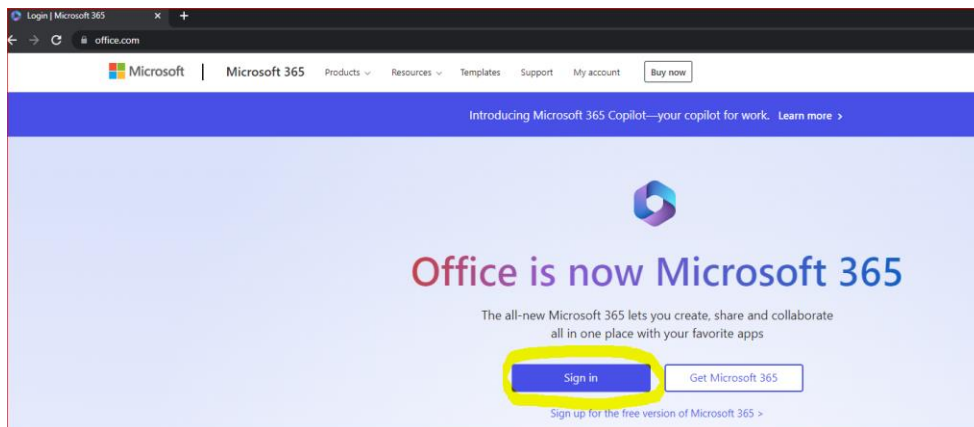 Login | Microsoft 365
office.com
Microsoft Microsoft 365 Products Resources Templates Support My account Buy now
Introducing Microsoft 365 Copilot—your copilot for work. Learn more >
Office is now Microsoft 365
The all-new Microsoft 365 lets you create, share and collaborate
all in one place with your favorite apps
Sign in Get Microsoft 365
Sign up for the free version of Microsoft 365 >